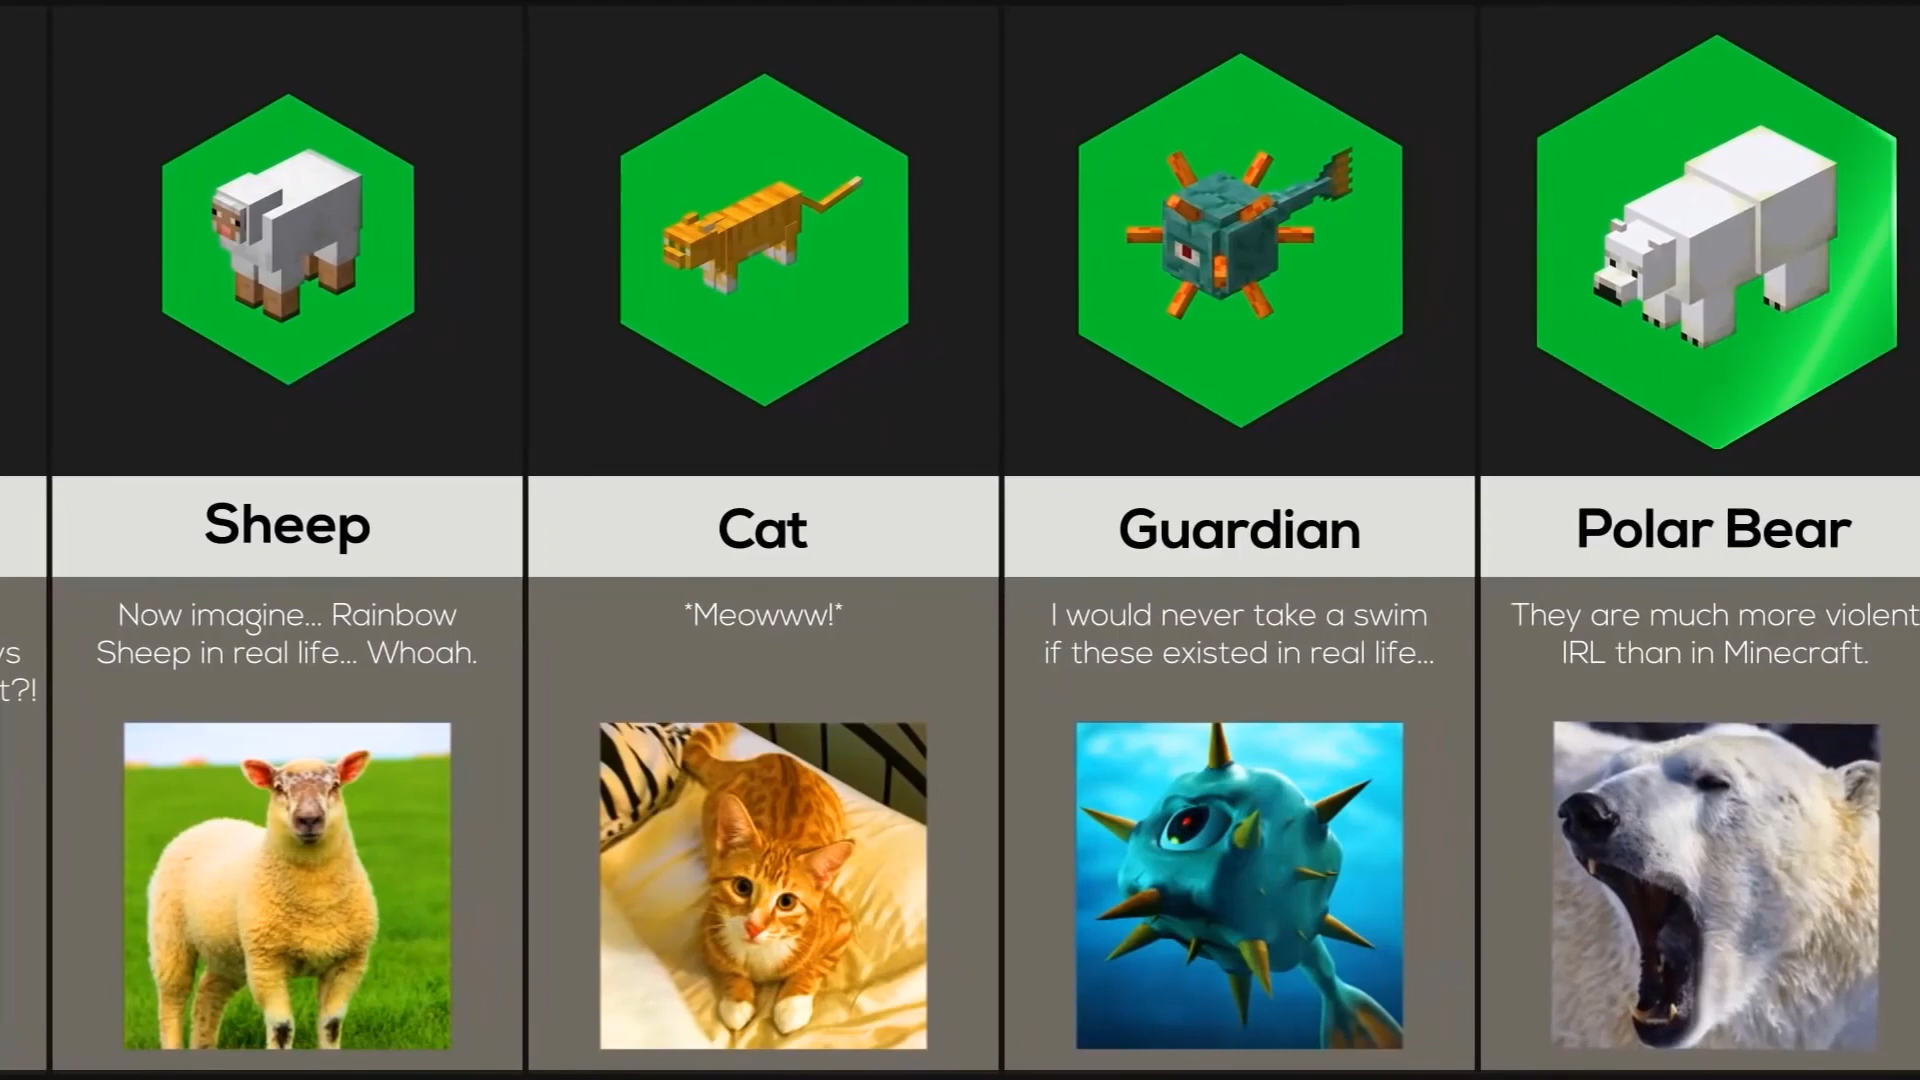 Sheep
Now imagine... Rainbow
Sheep in real life... Whoah.
Cat
*Meowww!*
Guardian
I would never take a swim
if these existed in real life...
Polar Bear
They are much more violent
IRL than in Minecraft.